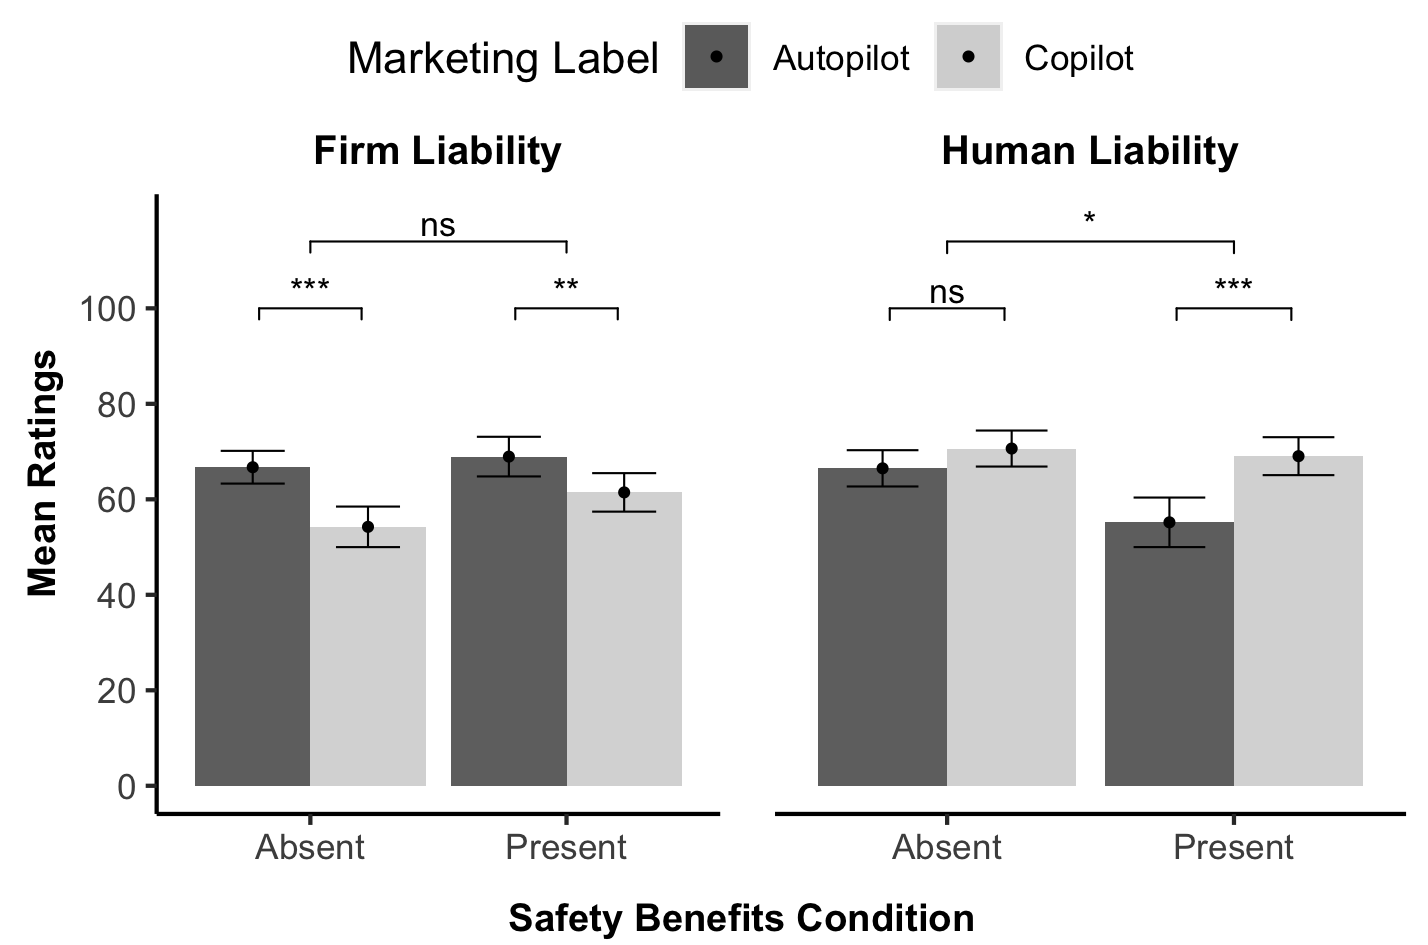 Marketing Label Autopilot Copilot
Firm Liability Human Liability
ns *
*** ** ns ***
100
80
60
40
20
0
Mean Ratings
Absent Present Absent Present
Safety Benefits Condition